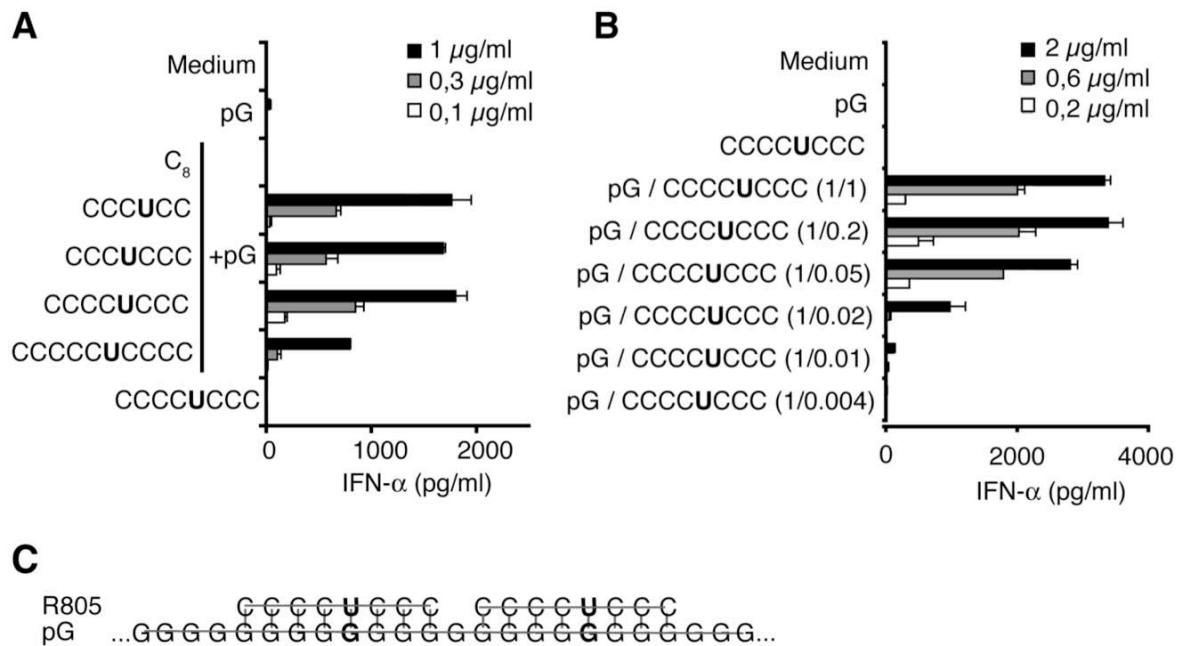 A
1 µg/ml
0,3 µg/ml
0,1 µg/ml
Medium
pG
C8
CCCUCC
CCCUCCC
+pG
CCCCUCCC
CCCCCUCCCC
CCCCUCCC
0
1000
2000
IFN-α (pg/ml)
B
2 µg/ml
0,6 µg/ml
0,2 µg/ml
Medium
pG
CCCCUCCC
pG / CCCCUCCC (1/1)
pG / CCCCUCCC (1/0.2)
pG / CCCCUCCC (1/0.05)
pG / CCCCUCCC (1/0.02)
pG / CCCCUCCC (1/0.01)
pG / CCCCUCCC (1/0.004)
0
2000
4000
IFN-α (pg/ml)
C
R805 C C C C U C C C C C C C U C C C
pG ...G G G G G G G G G G G G G G G G G G G G G G G G...